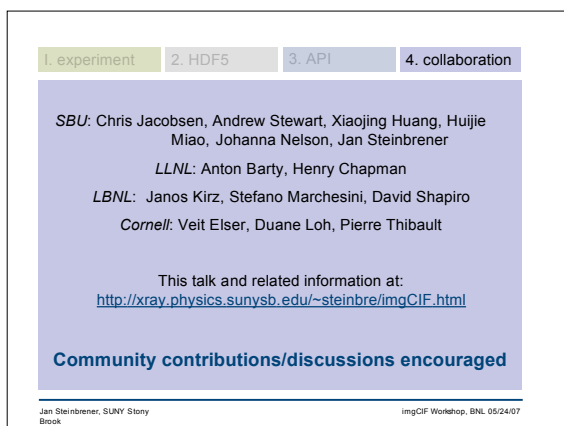 I. experiment
2. HDF5
3. API
4. collaboration
SBU: Chris Jacobsen, Andrew Stewart, Xiaojing Huang, Huijie
Miao, Johanna Nelson, Jan Steinbrener
LLNL: Anton Barty, Henry Chapman
LBNL: Janos Kirz, Stefano Marchesini, David Shapiro
Cornell: Veit Elser, Duane Loh, Pierre Thibault
This talk and related information at:
http://xray.physics.sunysb.edu/~steinbre/imgCIF.html
Community contributions/discussions encouraged
Jan Steinbrener, SUNY Stony
Brook
imgCIF Workshop, BNL 05/24/07